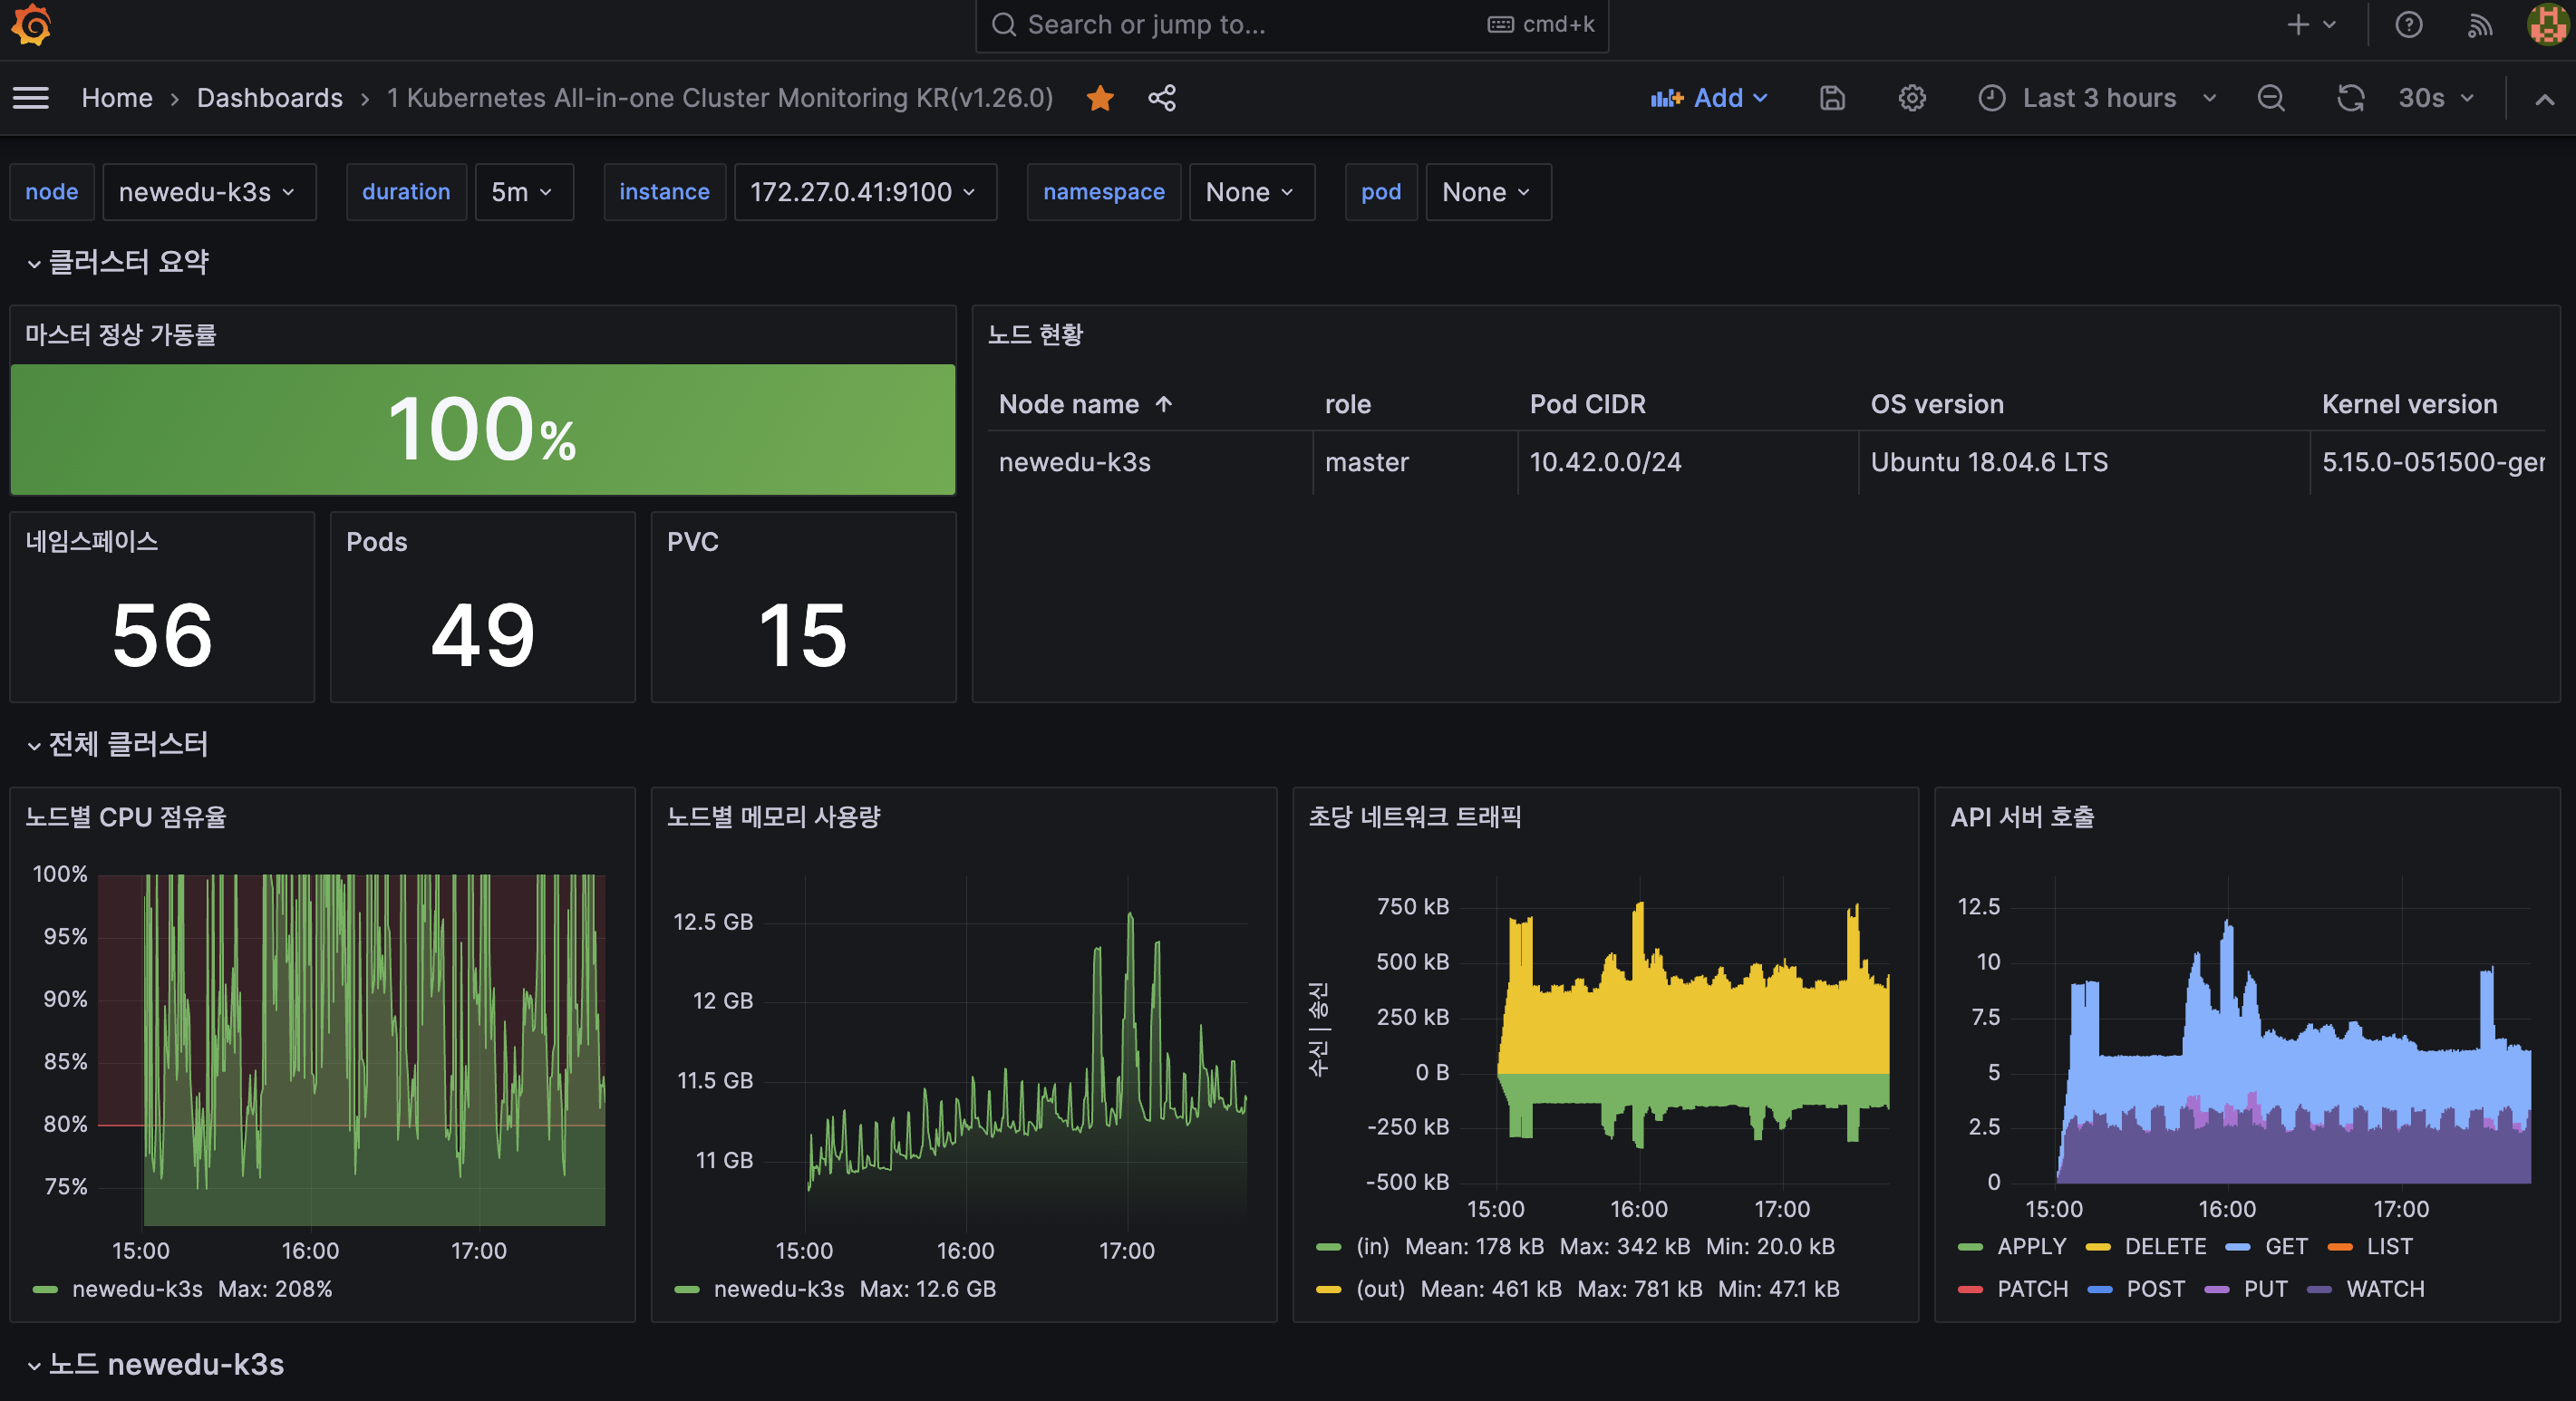 Search or jump to... cmd+k
Home › Dashboards › 1 Kubernetes All-in-one Cluster Monitoring KR(v1.26.0) Add Last 3 hours 30s
node newedu-k3s duration 5m instance 172.27.0.41:9100 namespace None pod None
클러스터 요약
마스터 정상 가동률
100%
노드 현황
Node name role Pod CIDR OS version Kernel version
newedu-k3s master 10.42.0.0/24 Ubuntu 18.04.6 LTS 5.15.0-051500-ger
네임스페이스
56
Pods
49
PVC
15
전체 클러스터
노드별 CPU 점유율
100%
95%
90%
85%
80%
75%
15:00 16:00 17:00
newedu-k3s Max: 208%
노드별 메모리 사용량
12.5 GB
12 GB
11.5 GB
11 GB
15:00 16:00 17:00
newedu-k3s Max: 12.6 GB
초당 네트워크 트래픽
수신 | 송신
750 kB
500 kB
250 kB
0 B
-250 kB
-500 kB
15:00 16:00 17:00
(in) Mean: 178 kB Max: 342 kB Min: 20.0 kB
(out) Mean: 461 kB Max: 781 kB Min: 47.1 kB
API 서버 호출
12.5
10
7.5
5
2.5
0
15:00 16:00 17:00
APPLY DELETE GET LIST
PATCH POST PUT WATCH
노드 newedu-k3s